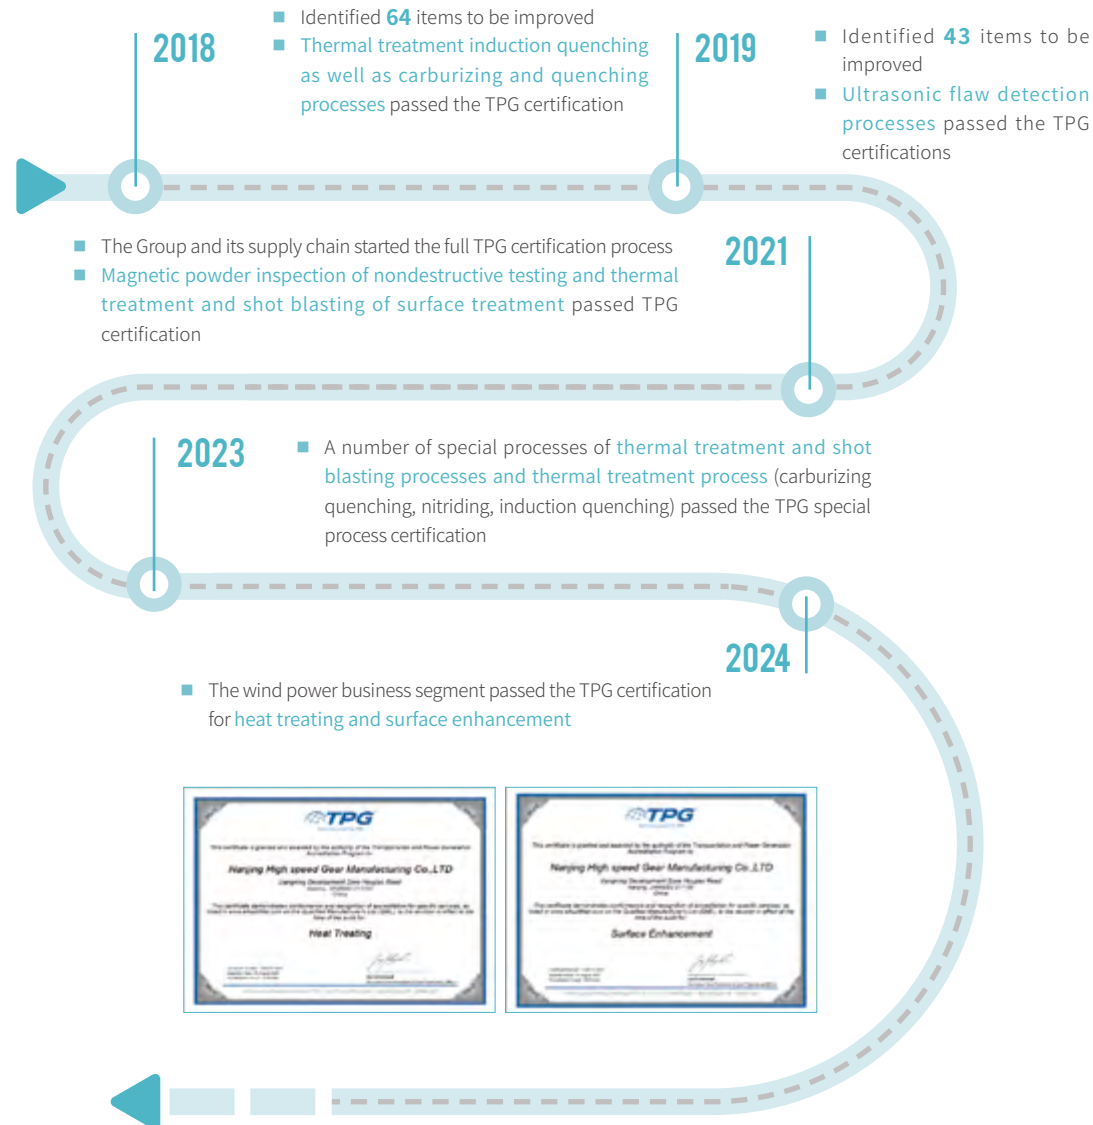 2018
Identified 64 items to be improved
Thermal treatment induction quenching
as well as carburizing and quenching
processes passed the TPG certification
2019
Identified 43 items to be
improved
Ultrasonic flaw detection
processes passed the TPG
certifications
2021
The Group and its supply chain started the full TPG certification process
Magnetic powder inspection of nondestructive testing and thermal
treatment and shot blasting of surface treatment passed TPG
certification
2023
A number of special processes of thermal treatment and shot
blasting processes and thermal treatment process (carburizing
quenching, nitriding, induction quenching) passed the TPG special
process certification
2024
The wind power business segment passed the TPG certification
for heat treating and surface enhancement
TPG
Nanjing High speed Gear Manufacturing Co.,LTD
Heat Treating
TPG
Nanjing High speed Gear Manufacturing Co.,LTD
Surface Enhancement